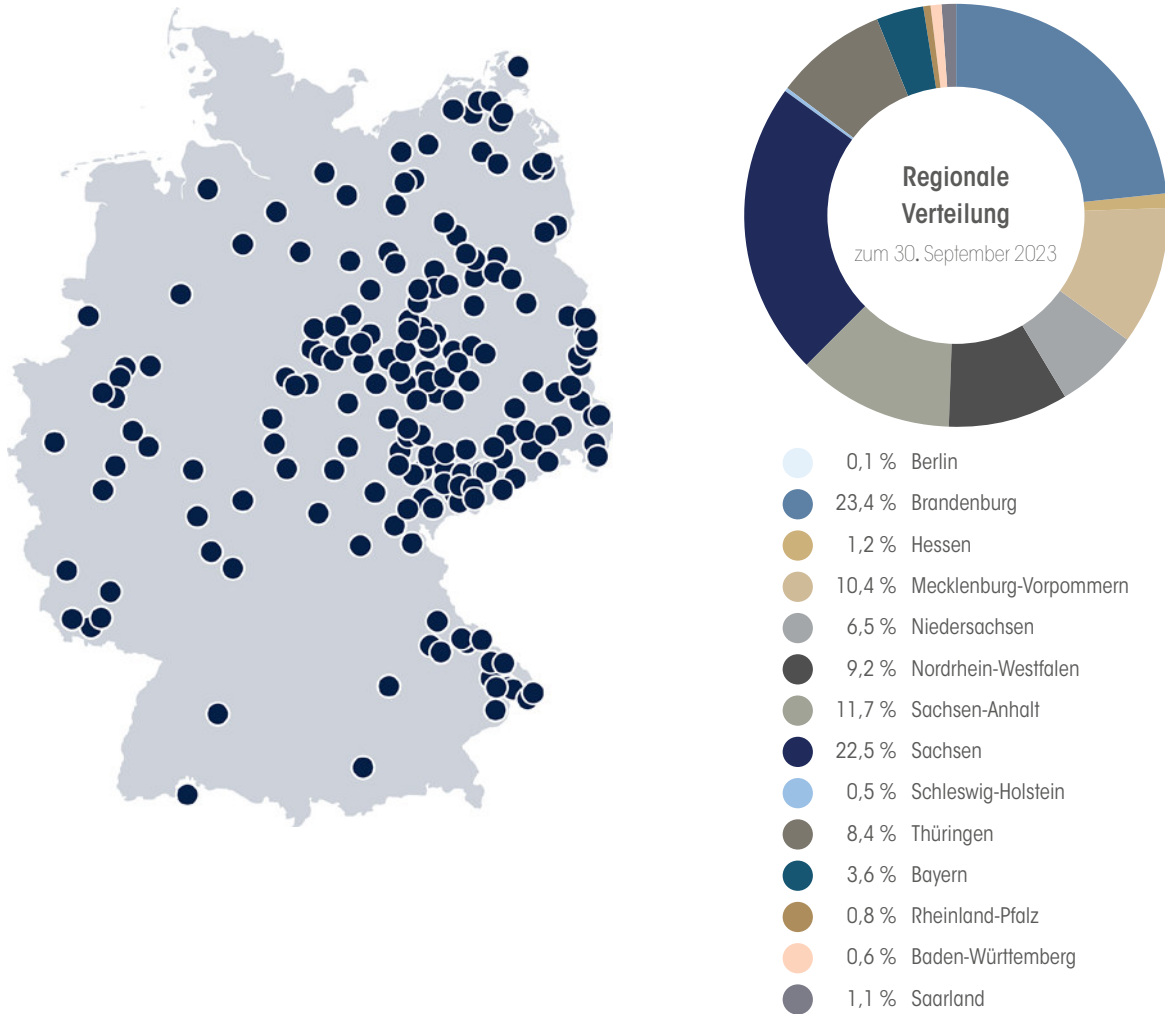 Regionale
Verteilung
zum 30. September 2023
0,1 % Berlin
23,4 % Brandenburg
1,2 % Hessen
10,4 % Mecklenburg-Vorpommern
6,5 % Niedersachsen
9,2 % Nordrhein-Westfalen
11,7 % Sachsen-Anhalt
22,5 % Sachsen
0,5 % Schleswig-Holstein
8,4 % Thüringen
3,6 % Bayern
0,8 % Rheinland-Pfalz
0,6 % Baden-Württemberg
1,1 % Saarland